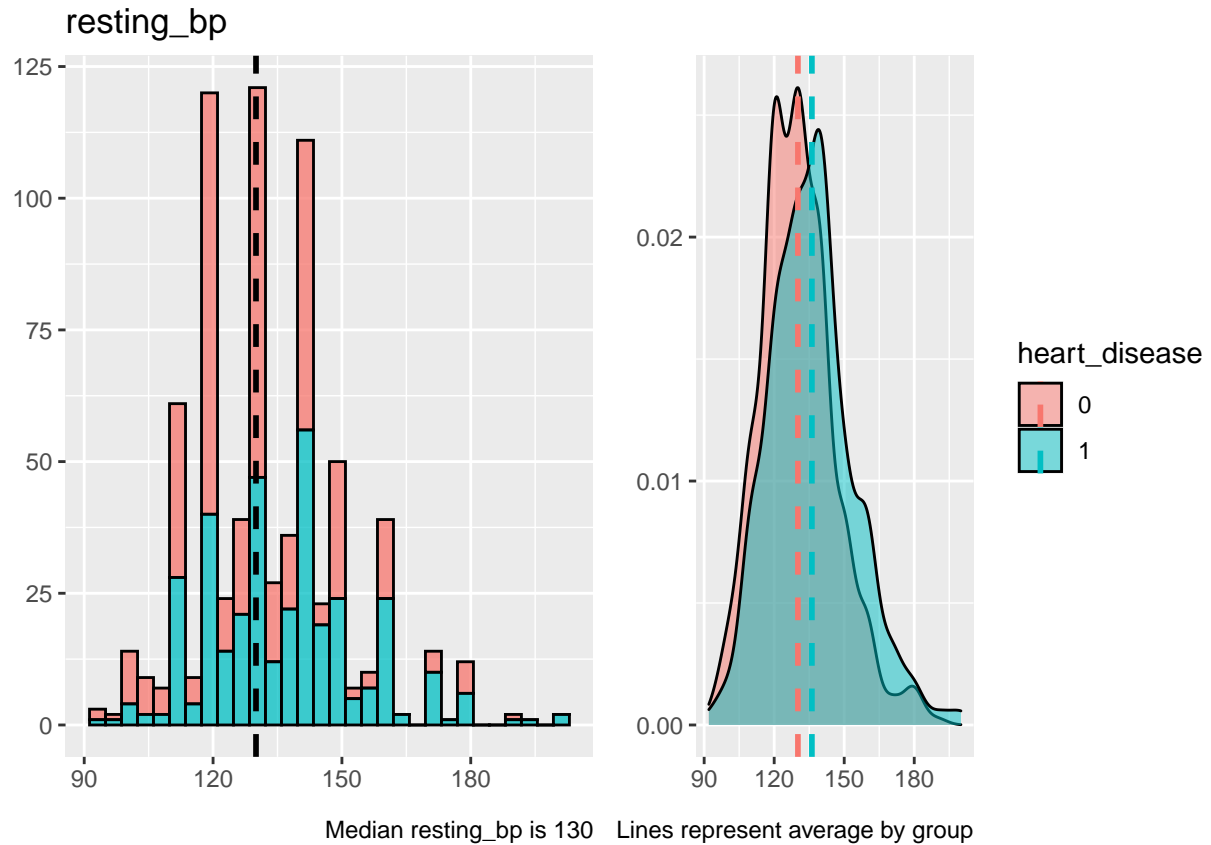 resting_bp
125
100
75
50
25
0
90 120 150 180
Median resting_bp is 130
0.02
0.01
0.00
90 120 150 180
Lines represent average by group
heart_disease
0
1